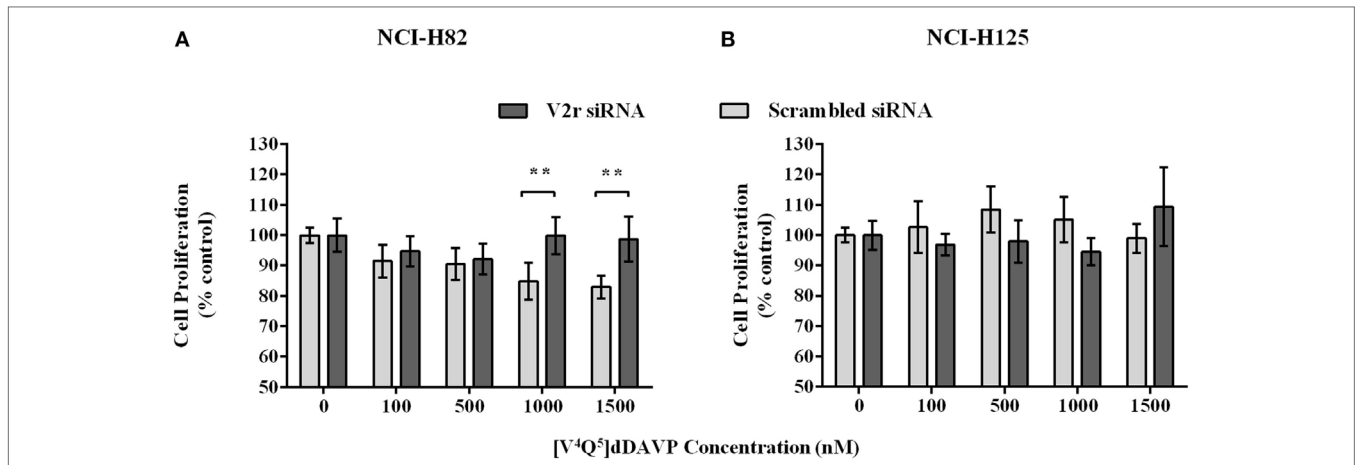 A NCI-H82
B NCI-H125
V2r siRNA Scrambled siRNA
Cell Proliferation
(% control)
130
120
110
100
90
80
70
60
50
** **
0 100 500 1000 1500
Cell Proliferation
(% control)
130
120
110
100
90
80
70
60
50
0 100 500 1000 1500
[V⁴Q⁵]dDAVP Concentration (nM)